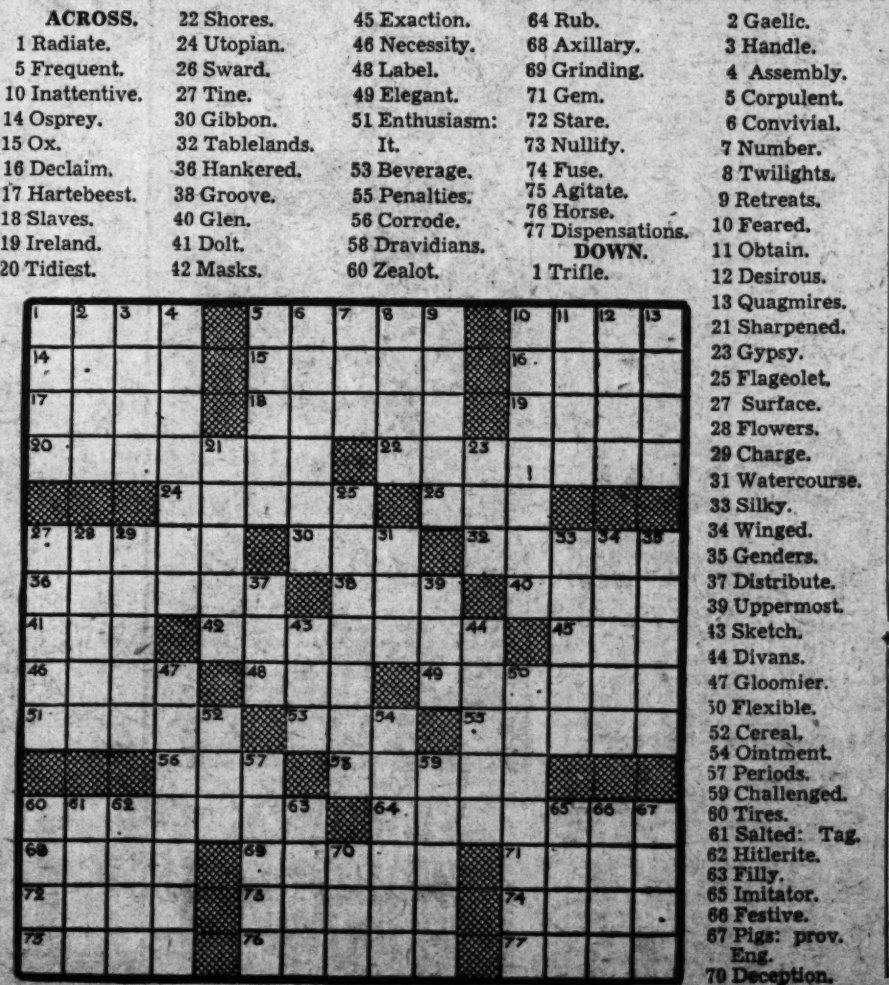 ACROSS.
1 Radiate.
5 Frequent.
10 Inattentive.
14 Osprey.
15 Ox.
16 Declaim.
17 Hartebeest.
18 Slaves.
19 Ireland.
20 Tidiest.
22 Shores.
24 Utopian.
26 Sward.
27 Tine.
30 Gibbon.
32 Tablelands.
36 Hankered.
38 Groove.
40 Glen.
41 Dolt.
42 Masks.
45 Exaction.
46 Necessity.
48 Label.
49 Elegant.
51 Enthusiasm:
It.
53 Beverage.
55 Penalties.
56 Corrode.
58 Dravidians.
60 Zealot.
64 Rub.
68 Axillary.
69 Grinding.
71 Gem.
72 Stare.
73 Nullify.
74 Fuse.
75 Agitate.
76 Horse.
77 Dispensations.
DOWN.
1 Trifle.
2 Gaelic.
3 Handle.
4 Assembly.
5 Corpulent.
6 Convivial.
7 Number.
8 Twilights.
9 Retreats.
10 Feared.
11 Obtain.
12 Desirous.
13 Quagmires.
21 Sharpened.
23 Gypsy.
25 Flageolet.
27 Surface.
28 Flowers.
29 Charge.
31 Watercourse.
33 Silky.
34 Winged.
35 Genders.
37 Distribute.
39 Uppermost.
43 Sketch.
44 Divans.
47 Gloomier.
50 Flexible.
52 Cereal.
54 Ointment.
57 Periods.
59 Challenged.
60 Tires.
61 Salted: Tag.
62 Hitlerite.
63 Filly.
65 Imitator.
66 Festive.
67 Pigs: prov.
Eng.
70 Deception.
1 2 3 4 5 6 7 8 9 10 11 12 13
14 15 16
17 18 19
20 21 22 23
24 25 26
27 28 29 30 31 32 33 34 35
36 37 38 39 40
41 42 43 44 45
46 47 48 49 50
51 52 53 54 55
56 57 58 59
60 61 62 63 64 65 66 67
68 69 70 71
72 73 74
75 76 77